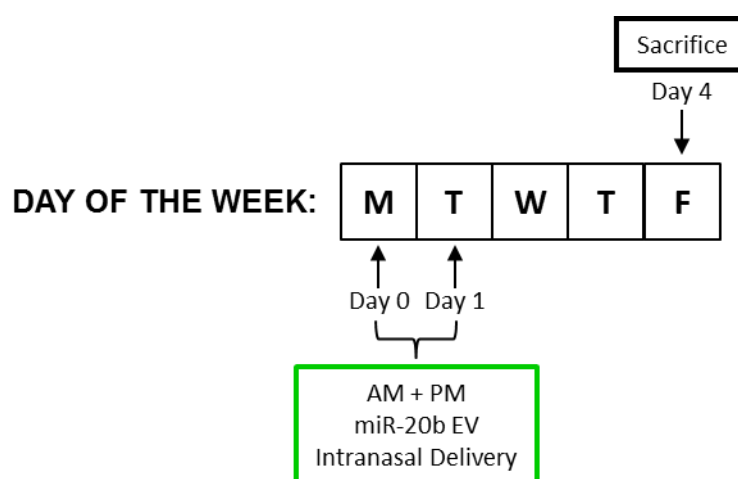 Sacrifice
Day 4
DAY OF THE WEEK: M T W T F
Day 0 Day 1
AM + PM
miR-20b EV
Intranasal Delivery